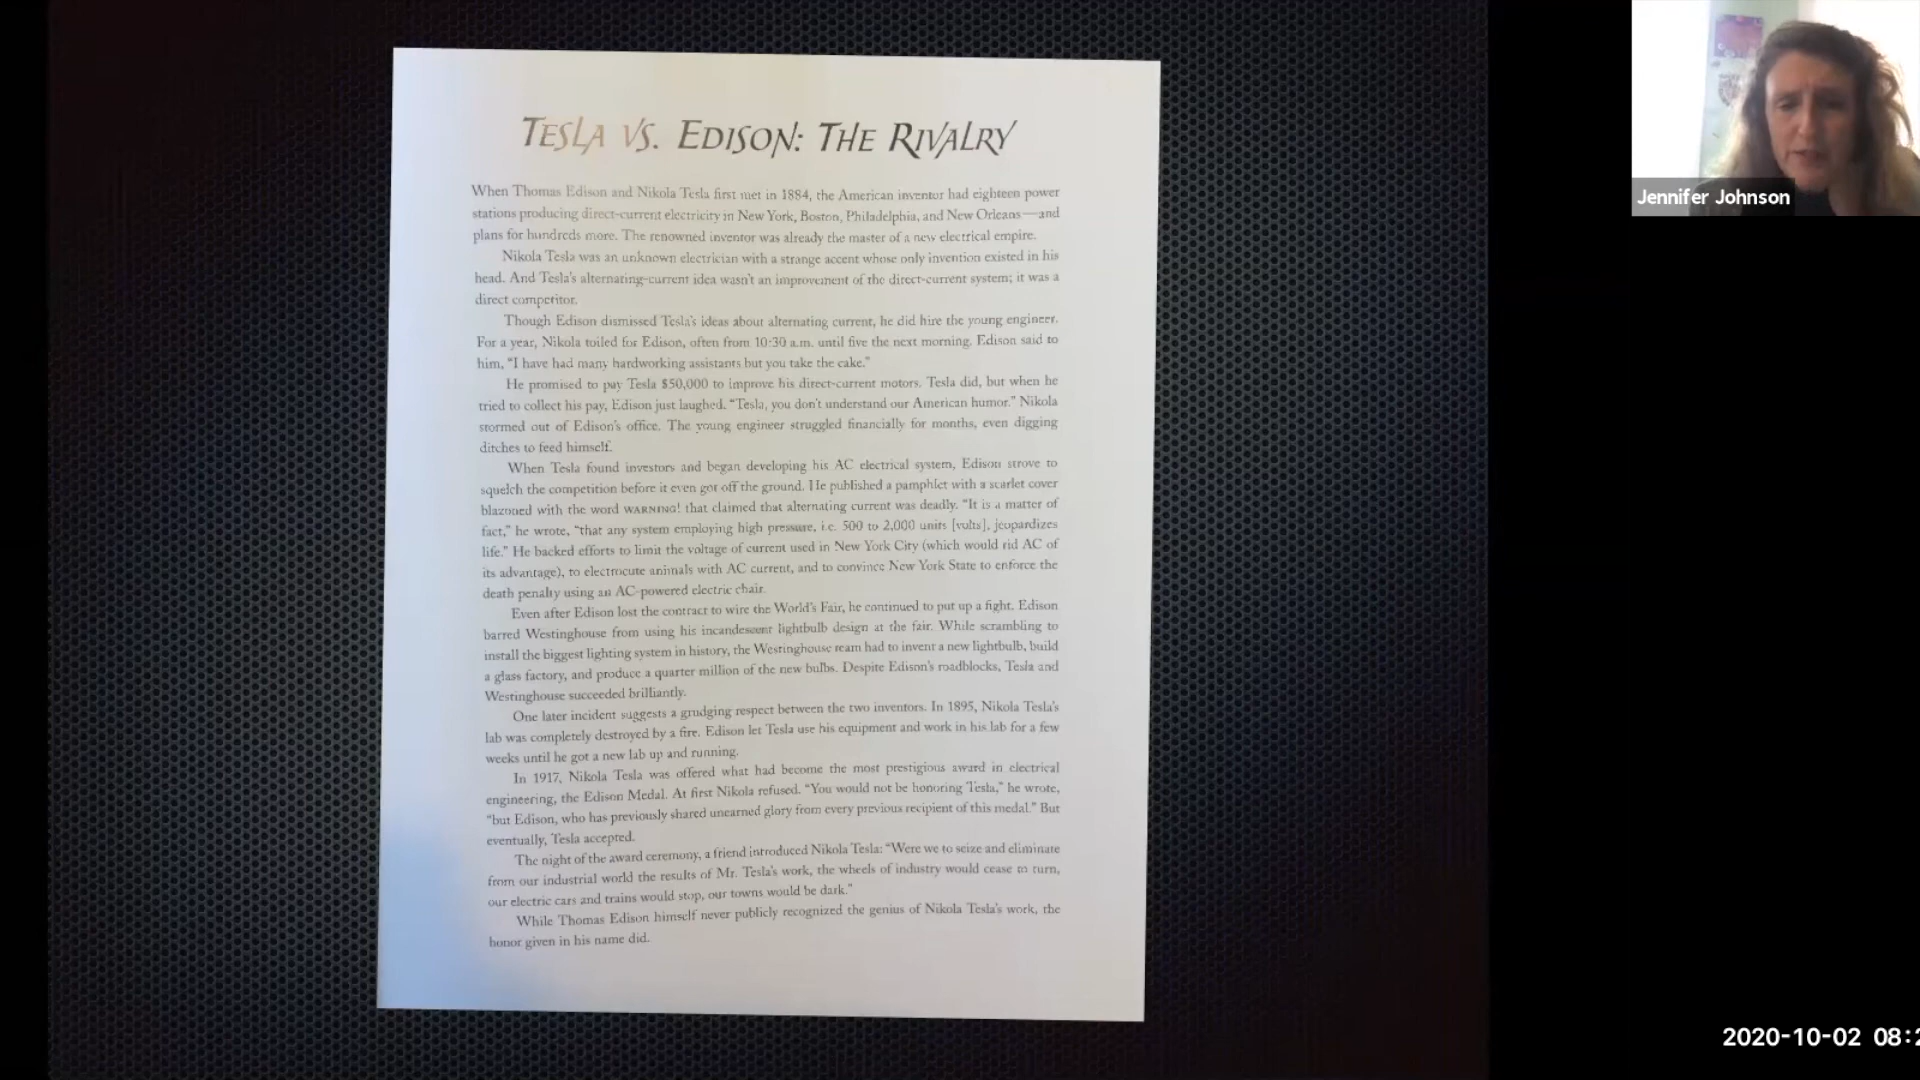 TESLA VS. EDISON: THE RIVALRY
When Thomas Edison and Nikola Tesla first met in 1884, the American inventor had eighteen power
stations producing direct-current electricity in New York, Boston, Philadelphia, and New Orleans—and
plans for hundreds more. The renowned inventor was already the master of a new electrical empire.
Nikola Tesla was an unknown electrician with a strange accent whose only invention existed in his
head. And Tesla's alternating-current idea wasn't an improvement of the direct-current system; it was a
direct competitor.
Though Edison dismissed Tesla's ideas about alternating current, he did hire the young engineer.
For a year, Nikola toiled for Edison, often from 10:30 a.m. until five the next morning. Edison said to
him, "I have had many hardworking assistants but you take the cake."
He promised to pay Tesla $50,000 to improve his direct-current motors. Tesla did, but when he
tried to collect his pay, Edison just laughed. "Tesla, you don't understand our American humor." Nikola
stormed out of Edison's office. The young engineer struggled financially for months, even digging
ditches to feed himself.
When Tesla found investors and began developing his AC electrical system, Edison strove to
squelch the competition before it even got off the ground. He published a pamphlet with a scarlet cover
blazoned with the word WARNING! that claimed that alternating current was deadly. "It is a matter of
fact," he wrote, "that any system employing high pressure, i.e. 500 to 2,000 units [volts], jeopardizes
life." He backed efforts to limit the voltage of current used in New York City (which would rid AC of
its advantage), to electrocute animals with AC current, and to convince New York State to enforce the
death penalty using an AC-powered electric chair.
Even after Edison lost the contract to wire the World's Fair, he continued to put up a fight. Edison
barred Westinghouse from using his incandescent lightbulb design at the fair. While scrambling to
install the biggest lighting system in history, the Westinghouse team had to invent a new lightbulb, build
a glass factory, and produce a quarter million of the new bulbs. Despite Edison's roadblocks, Tesla and
Westinghouse succeeded brilliantly.
One later incident suggests a grudging respect between the two inventors. In 1895, Nikola Tesla's
lab was completely destroyed by a fire. Edison let Tesla use his equipment and work in his lab for a few
weeks until he got a new lab up and running.
In 1917, Nikola Tesla was offered what had become the most prestigious award in electrical
engineering, the Edison Medal. At first Nikola refused. "You would not be honoring Tesla," he wrote,
"but Edison, who has previously shared unearned glory from every previous recipient of this medal." But
eventually, Tesla accepted.
The night of the award ceremony, a friend introduced Nikola Tesla: "Were we to seize and eliminate
from our industrial world the results of Mr. Tesla's work, the wheels of industry would cease to turn,
our electric cars and trains would stop, our towns would be dark."
While Thomas Edison himself never publicly recognized the genius of Nikola Tesla's work, the
honor given in his name did.
Jennifer Johnson
2020-10-02 08:2